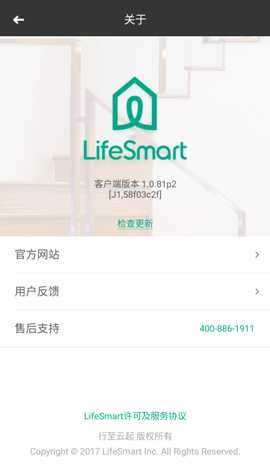 关于
LifeSmart
客户端版本 1.0.81p2
[J1,58f03c2f]
检查更新
官方网站
用户反馈
售后支持 400-886-1911
LifeSmart许可及服务协议
行至云起 版权所有
Copyright © 2017 LifeSmart Inc. All Rights Reserved.